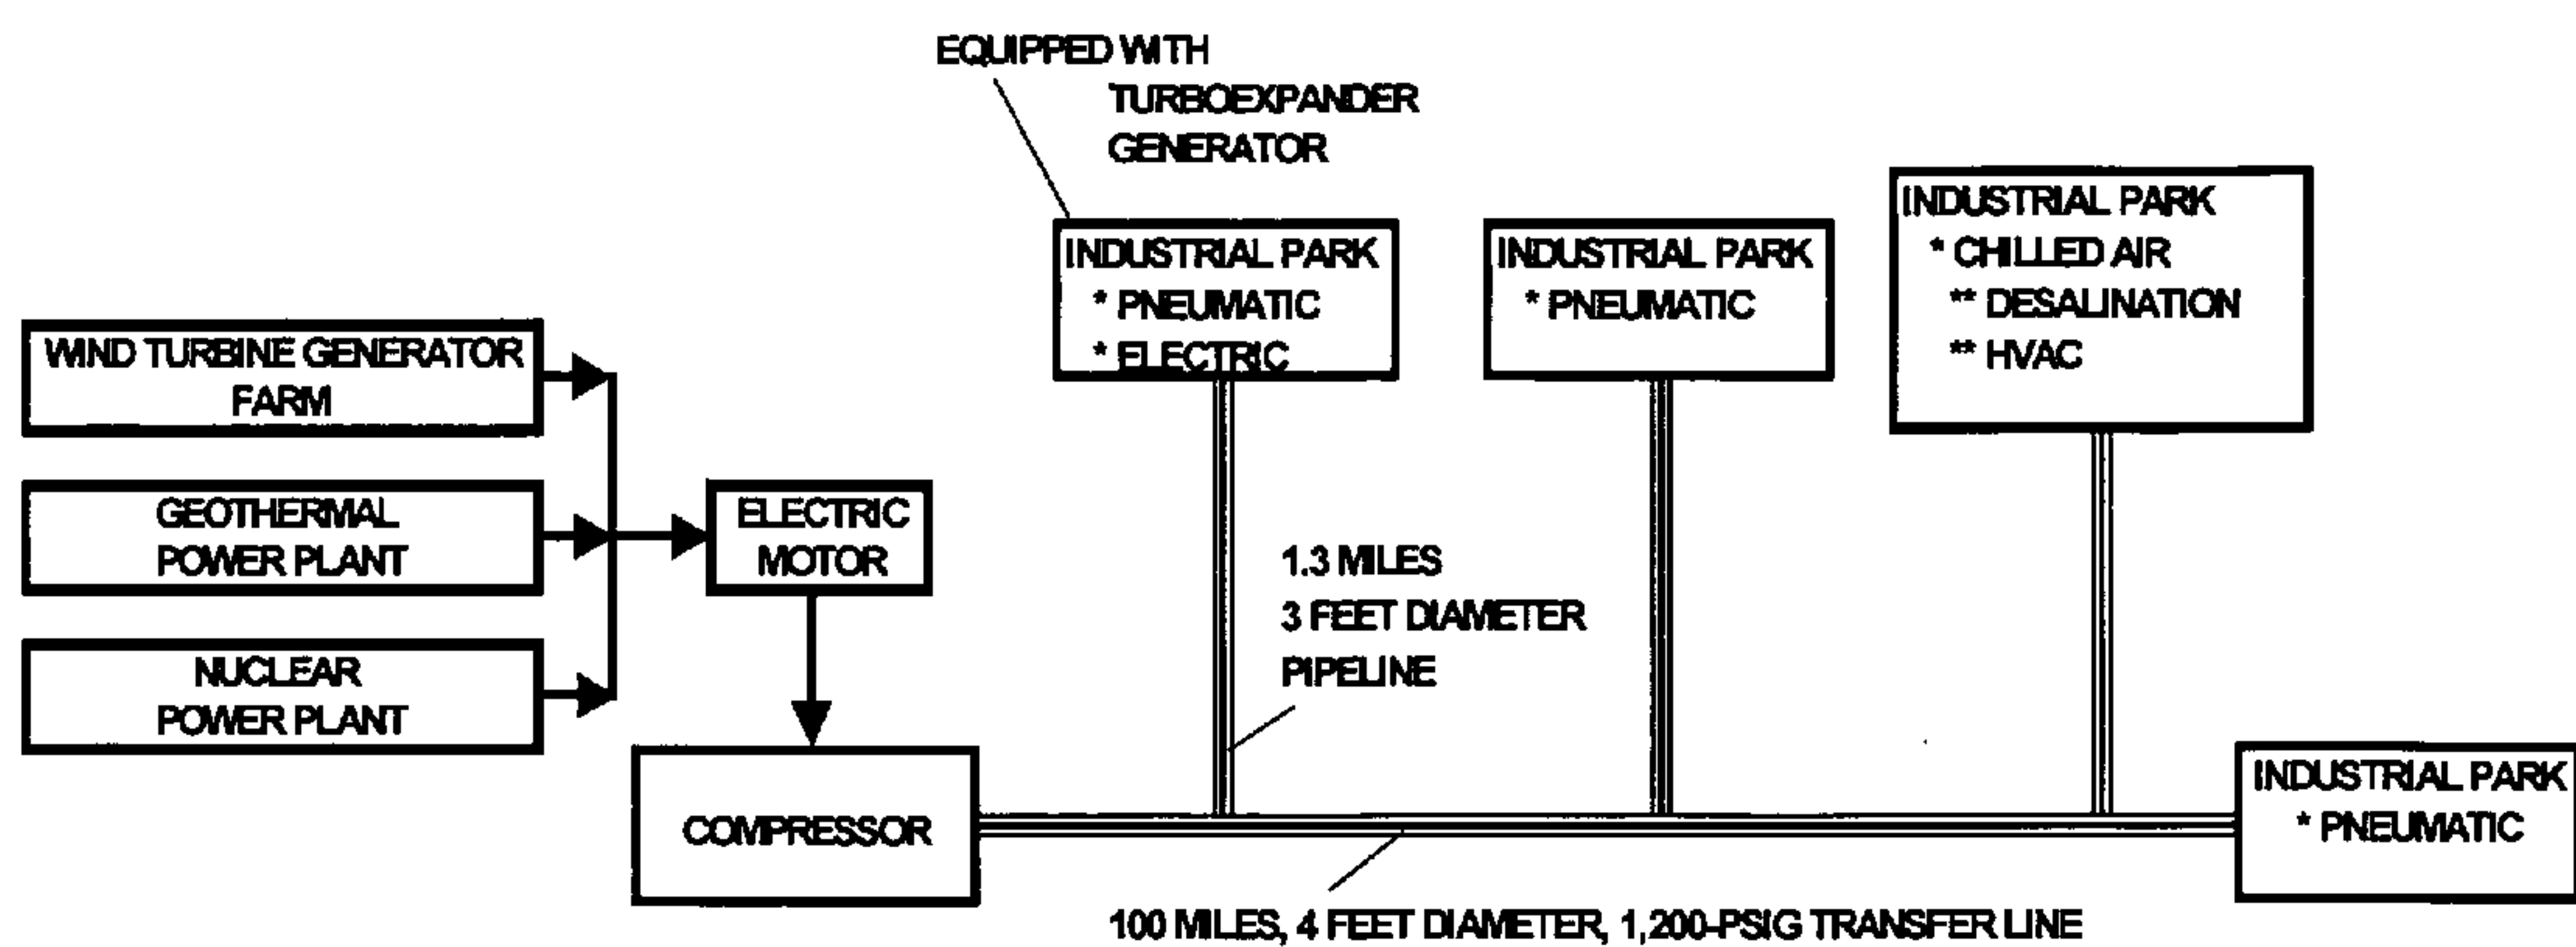 EQUIPPED WITH
TURBOEXPANDER
GENERATOR
INDUSTRIAL PARK
* PNEUMATIC
* ELECTRIC
INDUSTRIAL PARK
* PNEUMATIC
INDUSTRIAL PARK
* CHILLED AIR
** DESALINATION
** HVAC
WIND TURBINE GENERATOR
FARM
GEOTHERMAL
POWER PLANT
NUCLEAR
POWER PLANT
ELECTRIC
MOTOR
COMPRESSOR
1.3 MILES
3 FEET DIAMETER
PIPELINE
INDUSTRIAL PARK
* PNEUMATIC
100 MILES, 4 FEET DIAMETER, 1,200-PSIG TRANSFER LINE